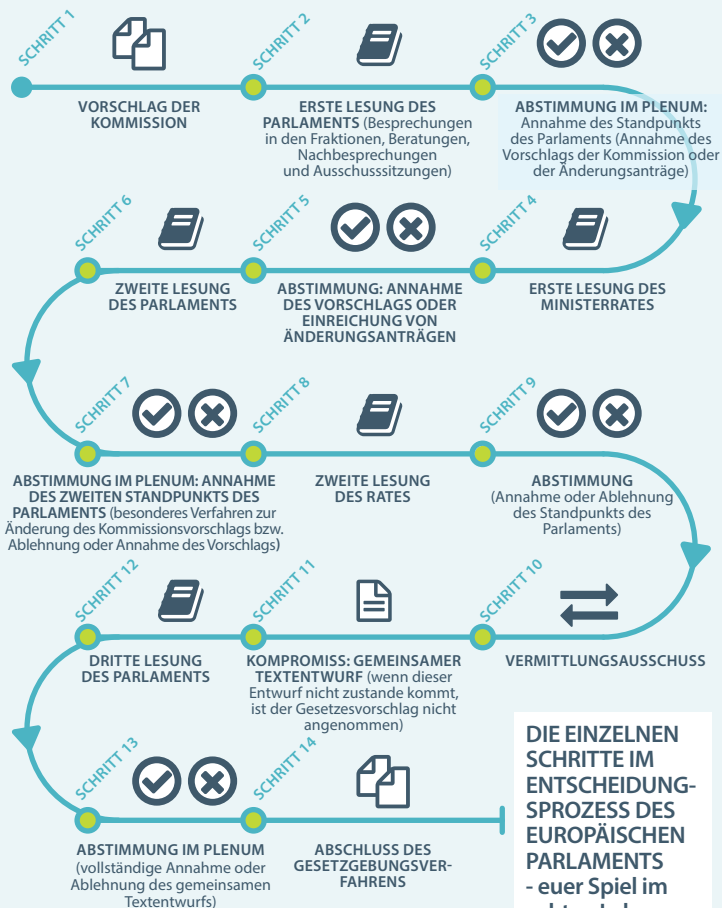 SCHRITT 1
VORSCHLAG DER
KOMMISSION
SCHRITT 2
ERSTE LESUNG DES
PARLAMENTS (Besprechungen
in den Fraktionen, Beratungen,
Nachbesprechungen
und Ausschusssitzungen)
SCHRITT 3
ABSTIMMUNG IM PLENUM:
Annahme des Standpunkts
des Parlaments (Annahme des
Vorschlags der Kommission oder
der Änderungsanträge)
SCHRITT 4
ERSTE LESUNG DES
MINISTERRATES
SCHRITT 5
ABSTIMMUNG: ANNAHME
DES VORSCHLAGS ODER
EINREICHUNG VON
ÄNDERUNGSANTRÄGEN
SCHRITT 6
ZWEITE LESUNG
DES PARLAMENTS
SCHRITT 7
ABSTIMMUNG IM PLENUM: ANNAHME
DES ZWEITEN STANDPUNKTS DES
PARLAMENTS (besonderes Verfahren zur
Änderung des Kommissionsvorschlags bzw.
Ablehnung oder Annahme des Vorschlags)
SCHRITT 8
ZWEITE LESUNG
DES RATES
SCHRITT 9
ABSTIMMUNG
(Annahme oder Ablehnung
des Standpunkts des
Parlaments)
SCHRITT 10
VERMITTLUNGSAUSSCHUSS
SCHRITT 11
KOMPROMISS: GEMEINSAMER
TEXTENTWURF (wenn dieser
Entwurf nicht zustande kommt,
ist der Gesetzesvorschlag nicht
angenommen)
SCHRITT 12
DRITTE LESUNG
DES PARLAMENTS
SCHRITT 13
ABSTIMMUNG IM PLENUM
(vollständige Annahme oder
Ablehnung des gemeinsamen
Textentwurfs)
SCHRITT 14
ABSCHLUSS DES
GESETZGEBUNGSVER-
FAHRENS
DIE EINZELNEN
SCHRITTE IM
ENTSCHEIDUNG-
SPROZESS DES
EUROPÄISCHEN
PARLAMENTS
- euer Spiel im